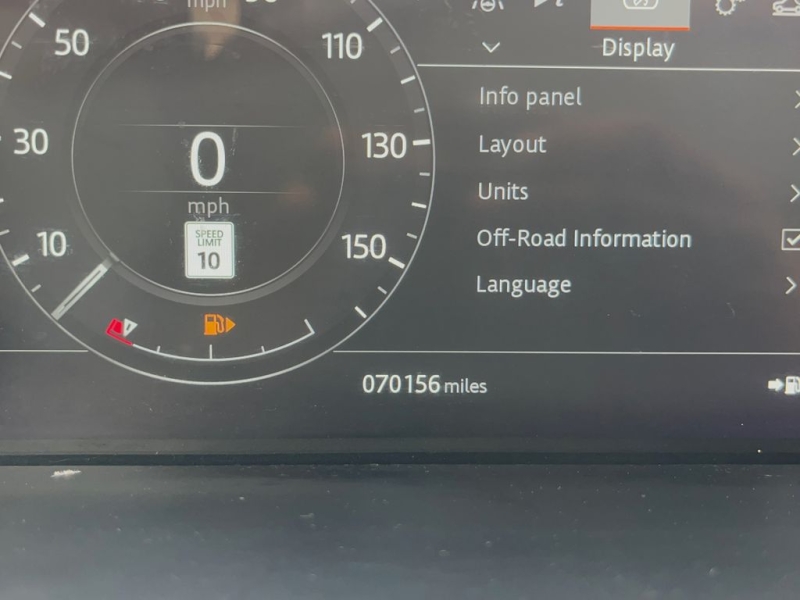 mph
50
110
Display
Info panel
30
0
130
Layout
mph
Units
SPEED
LIMIT
10
10
150
Off-Road Information
Language
070156 miles